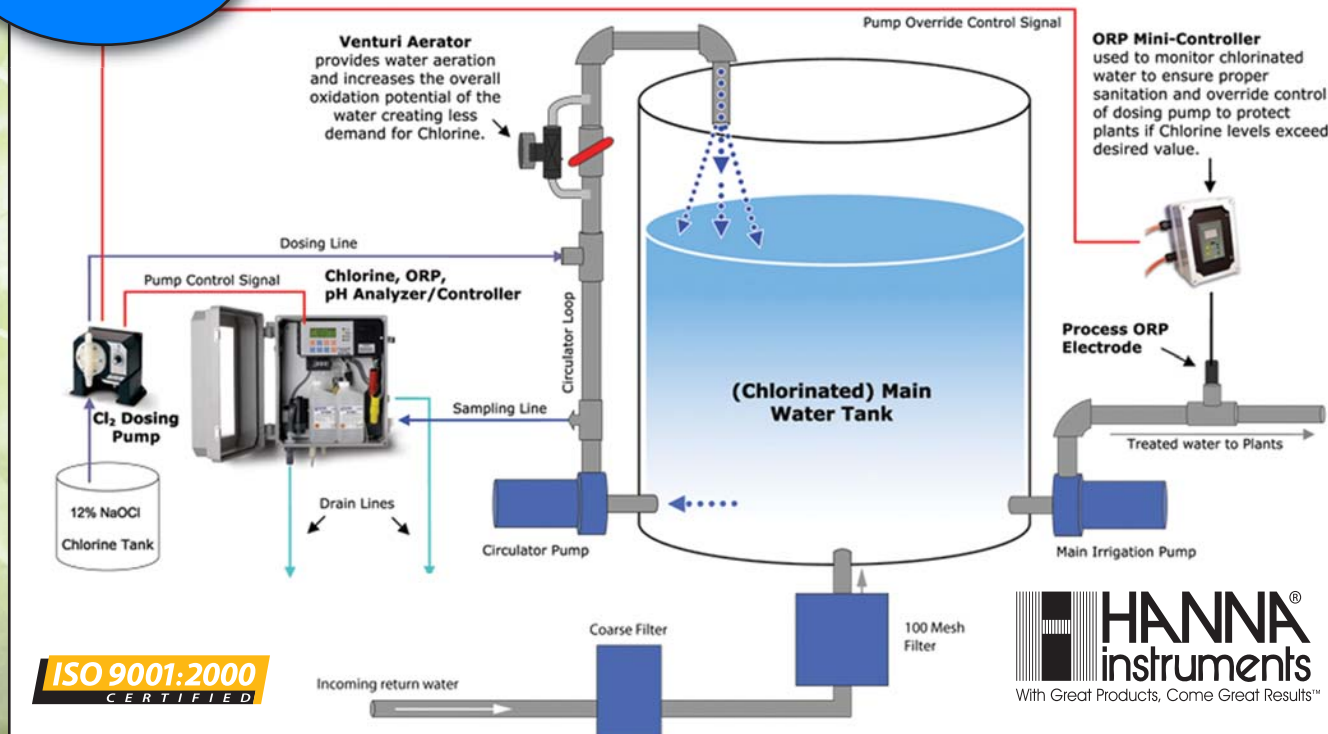 Pump Override Control Signal
Venturi Aerator
provides water aeration
and increases the overall
oxidation potential of the
water creating less
demand for Chlorine.
ORP Mini-Controller
used to monitor chlorinated
water to ensure proper
sanitation and override control
of dosing pump to protect
plants if Chlorine levels exceed
desired value.
Dosing Line
Pump Control Signal
Chlorine, ORP,
pH Analyzer/Controller
Circulator Loop
Process ORP
Electrode
(Chlorinated) Main
Water Tank
Sampling Line
Cl₂ Dosing
Pump
Treated water to Plants
12% NaOCl
Chlorine Tank
Drain Lines
Circulator Pump
Main Irrigation Pump
Coarse Filter
100 Mesh
Filter
Incoming return water
ISO 9001:2000
CERTIFIED
HANNA®
instruments
With Great Products, Come Great Results™